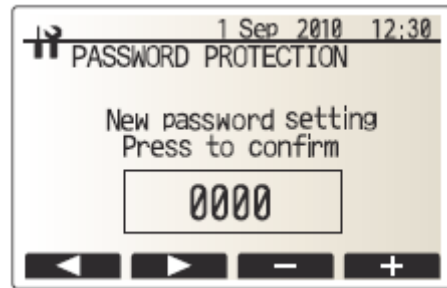 1 Sep 2010 12:30
PASSWORD PROTECTION
New password setting
Press to confirm
0000